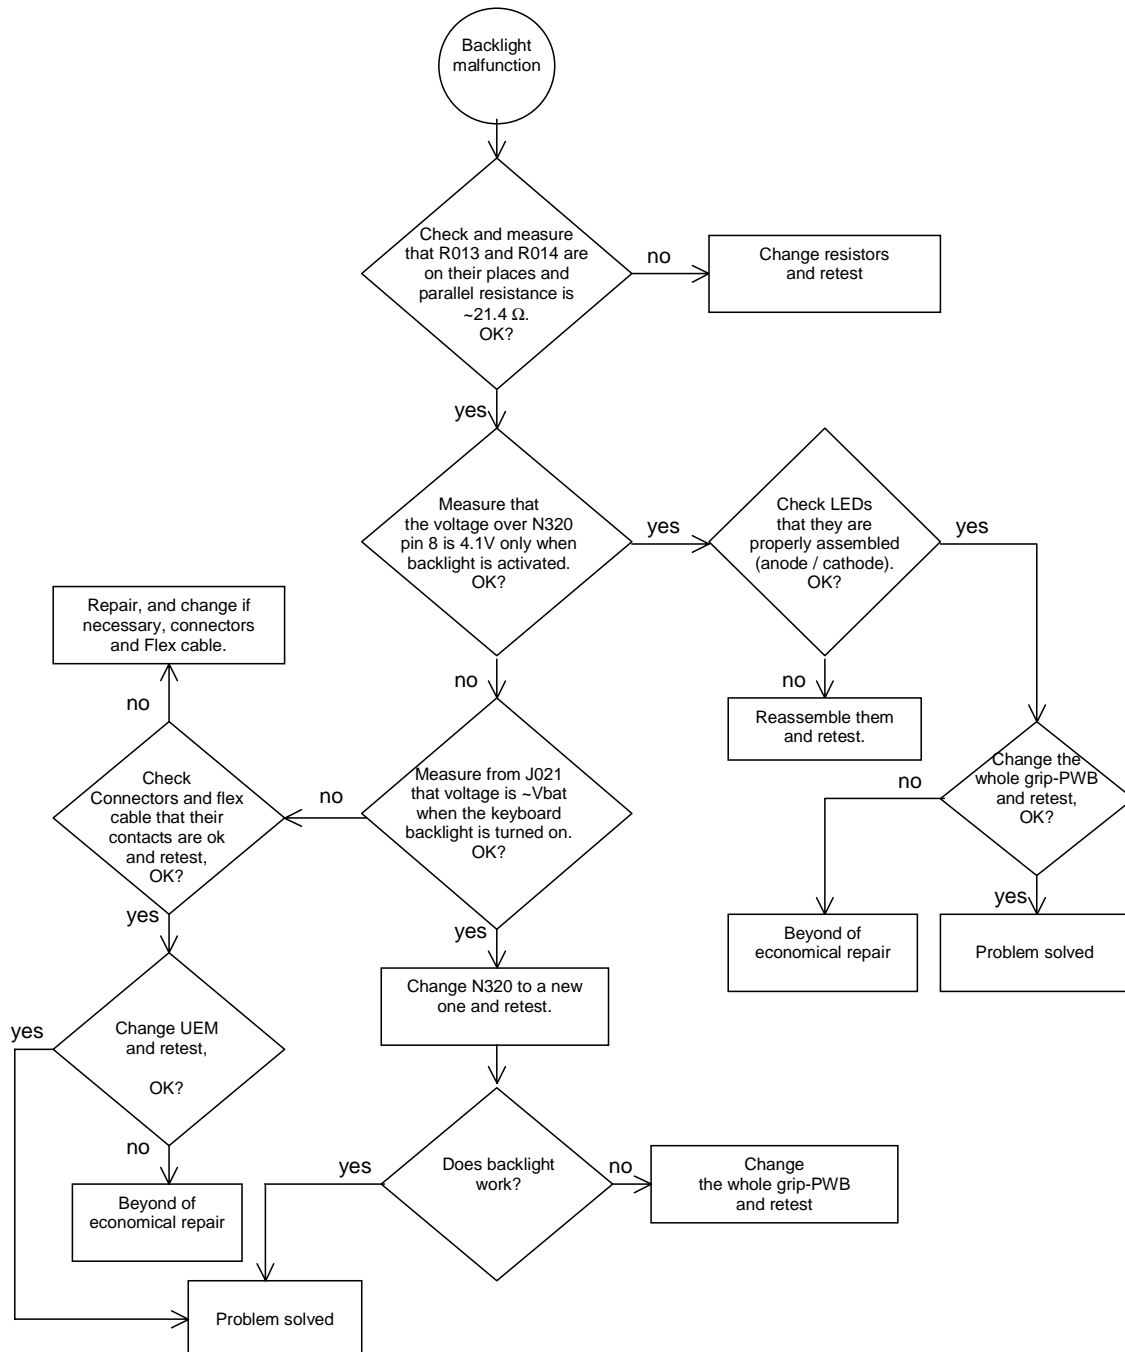 Backlight
malfunction
Check and measure
that R013 and R014 are
on their places and
parallel resistance is
~21.4 Ω.
OK?
no
Change resistors
and retest
yes
Measure that
the voltage over N320
pin 8 is 4.1V only when
backlight is activated.
OK?
yes
Check LEDs
that they are
properly assembled
(anode / cathode).
OK?
yes
Repair, and change if
necessary, connectors
and Flex cable.
no
no
no
Reassemble them
and retest.
Check
Connectors and flex
cable that their
contacts are ok
and retest,
OK?
no
Measure from J021
that voltage is ~Vbat
when the keyboard
backlight is turned on.
OK?
no
Change the
whole grip-PWB
and retest,
OK?
yes
yes
yes
Beyond of
economical repair
Problem solved
Change N320 to a new
one and retest.
yes
Change UEM
and retest,
OK?
no
Beyond of
economical repair
yes
Does backlight
work?
no
Change
the whole grip-PWB
and retest
Problem solved